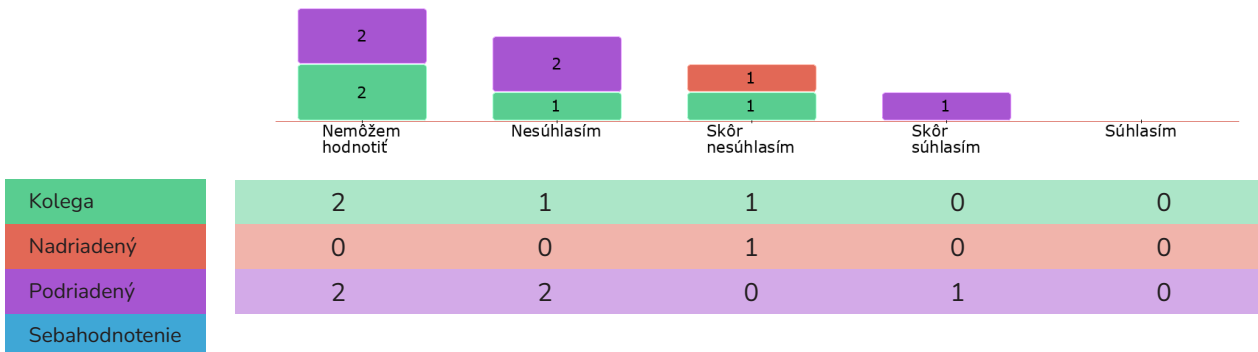 2
2
2
1
1
1
1
Nemôžem
hodnotiť
Nesúhlasím
Skôr
nesúhlasím
Skôr
súhlasím
Súhlasím
Kolega 2 1 1 0 0
Nadriadený 0 0 1 0 0
Podriadený 2 2 0 1 0
Sebahodnotenie